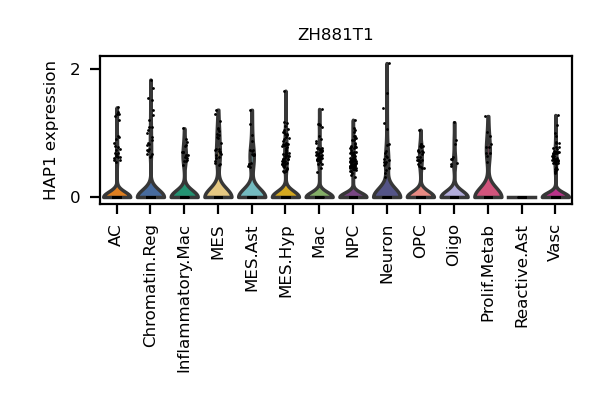 ZH881T1
HAP1 expression
2
0
AC
Chromatin.Reg
Inflammatory.Mac
MES
MES.Ast
MES.Hyp
Mac
NPC
Neuron
OPC
Oligo
Prolif.Metab
Reactive.Ast
Vasc